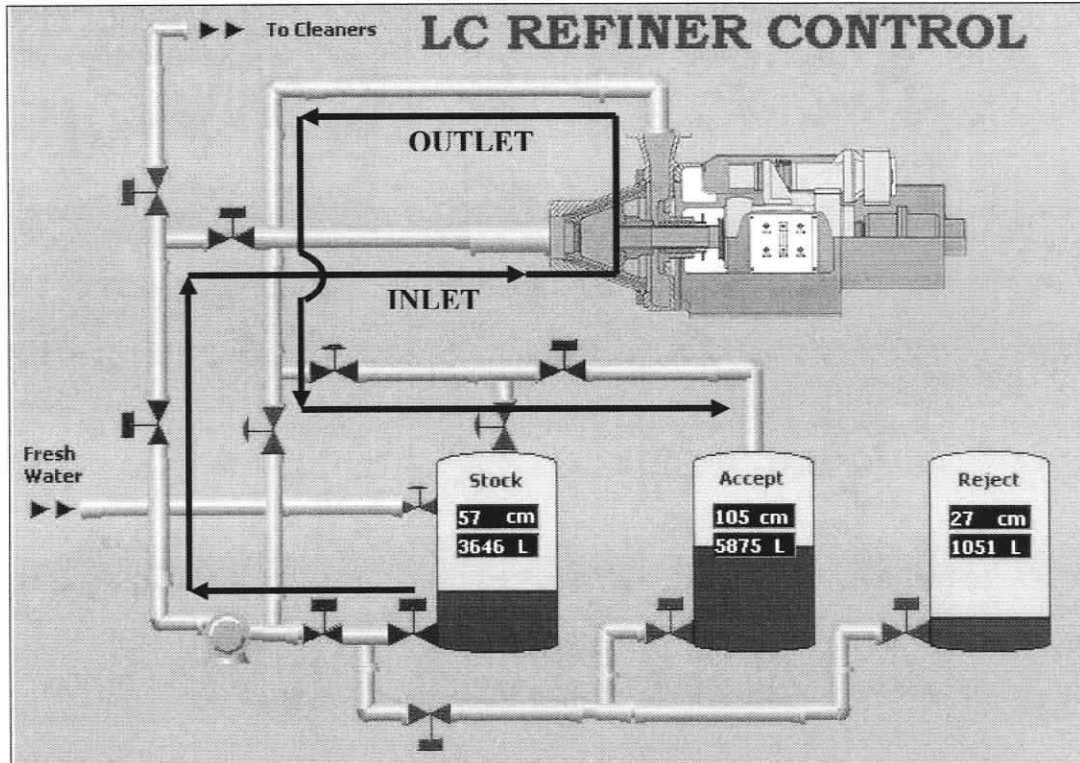 To Cleaners
LC REFINER CONTROL
OUTLET
INLET
Fresh
Water
Stock
57 cm
3646 L
Accept
105 cm
5875 L
Reject
27 cm
1051 L